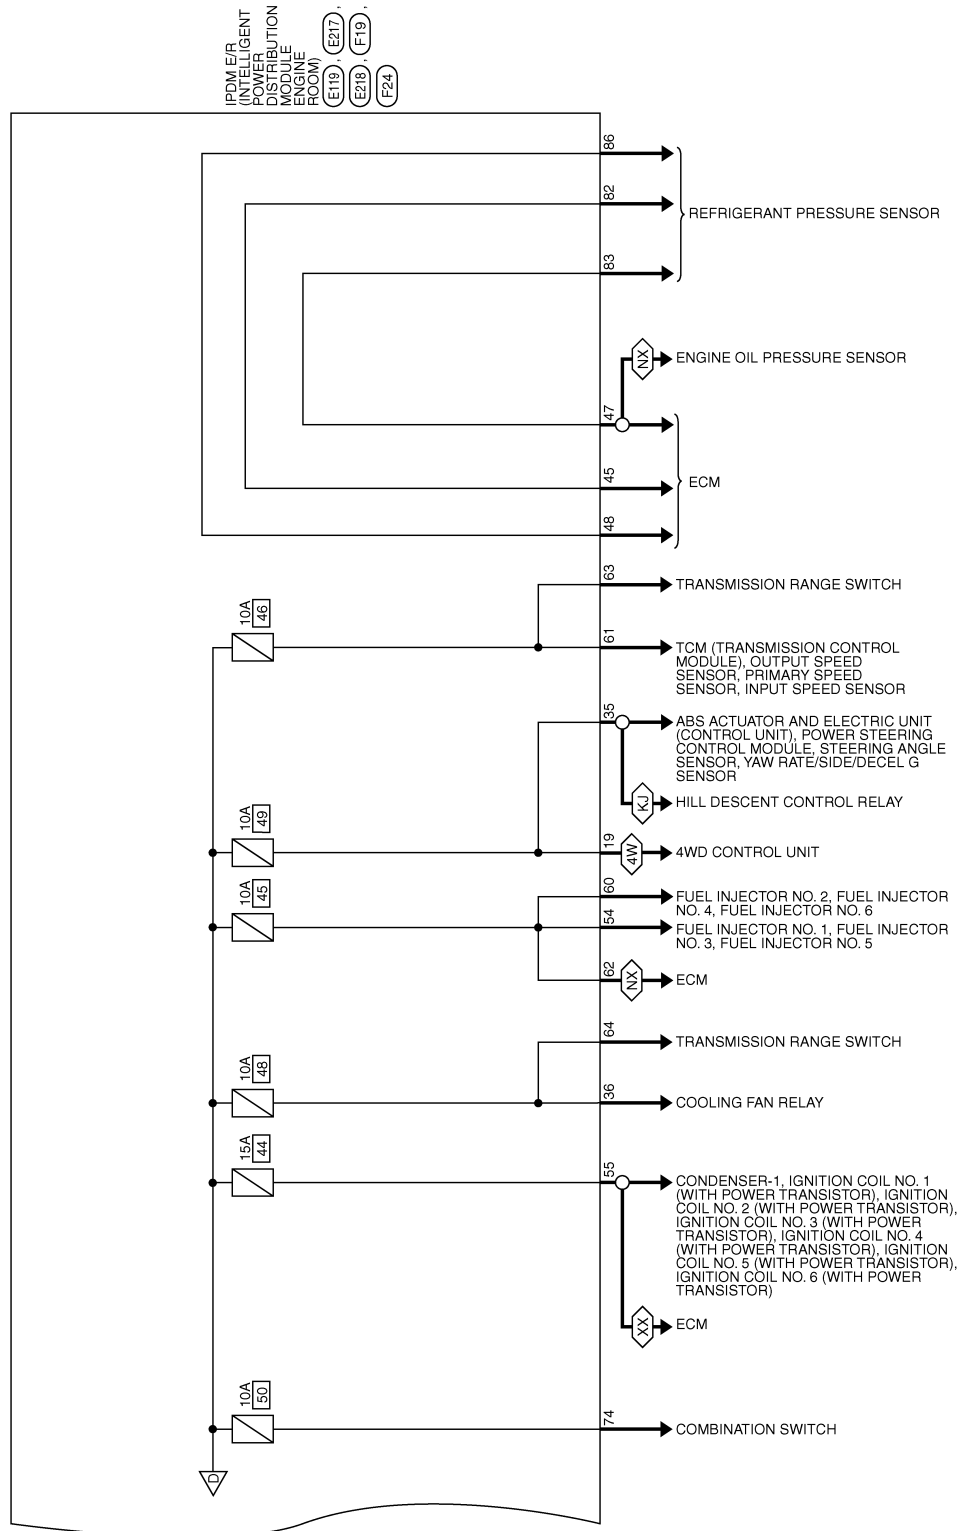 IPDM E/R
(INTELLIGENT
POWER
DISTRIBUTION
MODULE
ENGINE
ROOM)
E119 , E217 ,
E218 , F19 ,
F24
86
82
REFRIGERANT PRESSURE SENSOR
83
NX
ENGINE OIL PRESSURE SENSOR
47
45
ECM
48
63
TRANSMISSION RANGE SWITCH
10A
46
61
TCM (TRANSMISSION CONTROL
MODULE), OUTPUT SPEED
SENSOR, PRIMARY SPEED
SENSOR, INPUT SPEED SENSOR
35
ABS ACTUATOR AND ELECTRIC UNIT
(CONTROL UNIT), POWER STEERING
CONTROL MODULE, STEERING ANGLE
SENSOR, YAW RATE/SIDE/DECEL G
SENSOR
KJ
HILL DESCENT CONTROL RELAY
10A
49
19
4W
4WD CONTROL UNIT
10A
45
60
FUEL INJECTOR NO. 2, FUEL INJECTOR
NO. 4, FUEL INJECTOR NO. 6
54
FUEL INJECTOR NO. 1, FUEL INJECTOR
NO. 3, FUEL INJECTOR NO. 5
62
NX
ECM
64
TRANSMISSION RANGE SWITCH
10A
48
36
COOLING FAN RELAY
15A
44
55
CONDENSER-1, IGNITION COIL NO. 1
(WITH POWER TRANSISTOR), IGNITION
COIL NO. 2 (WITH POWER TRANSISTOR),
IGNITION COIL NO. 3 (WITH POWER
TRANSISTOR), IGNITION COIL NO. 4
(WITH POWER TRANSISTOR), IGNITION
COIL NO. 5 (WITH POWER TRANSISTOR),
IGNITION COIL NO. 6 (WITH POWER
TRANSISTOR)
XX
ECM
10A
50
74
COMBINATION SWITCH
D